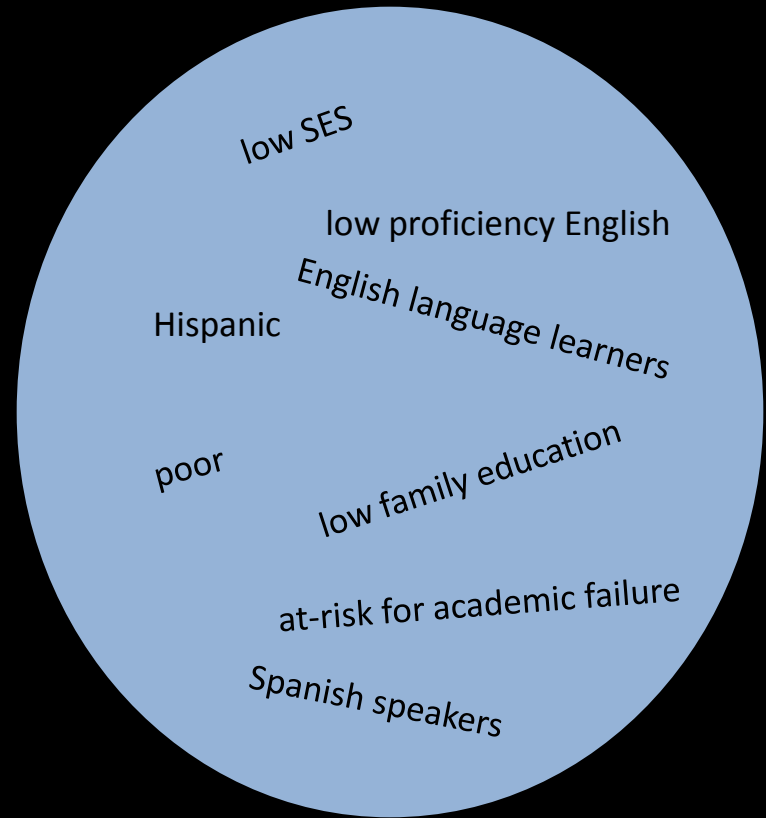 low SES
low proficiency English
English language learners
Hispanic
poor
low family education
at-risk for academic failure
Spanish speakers